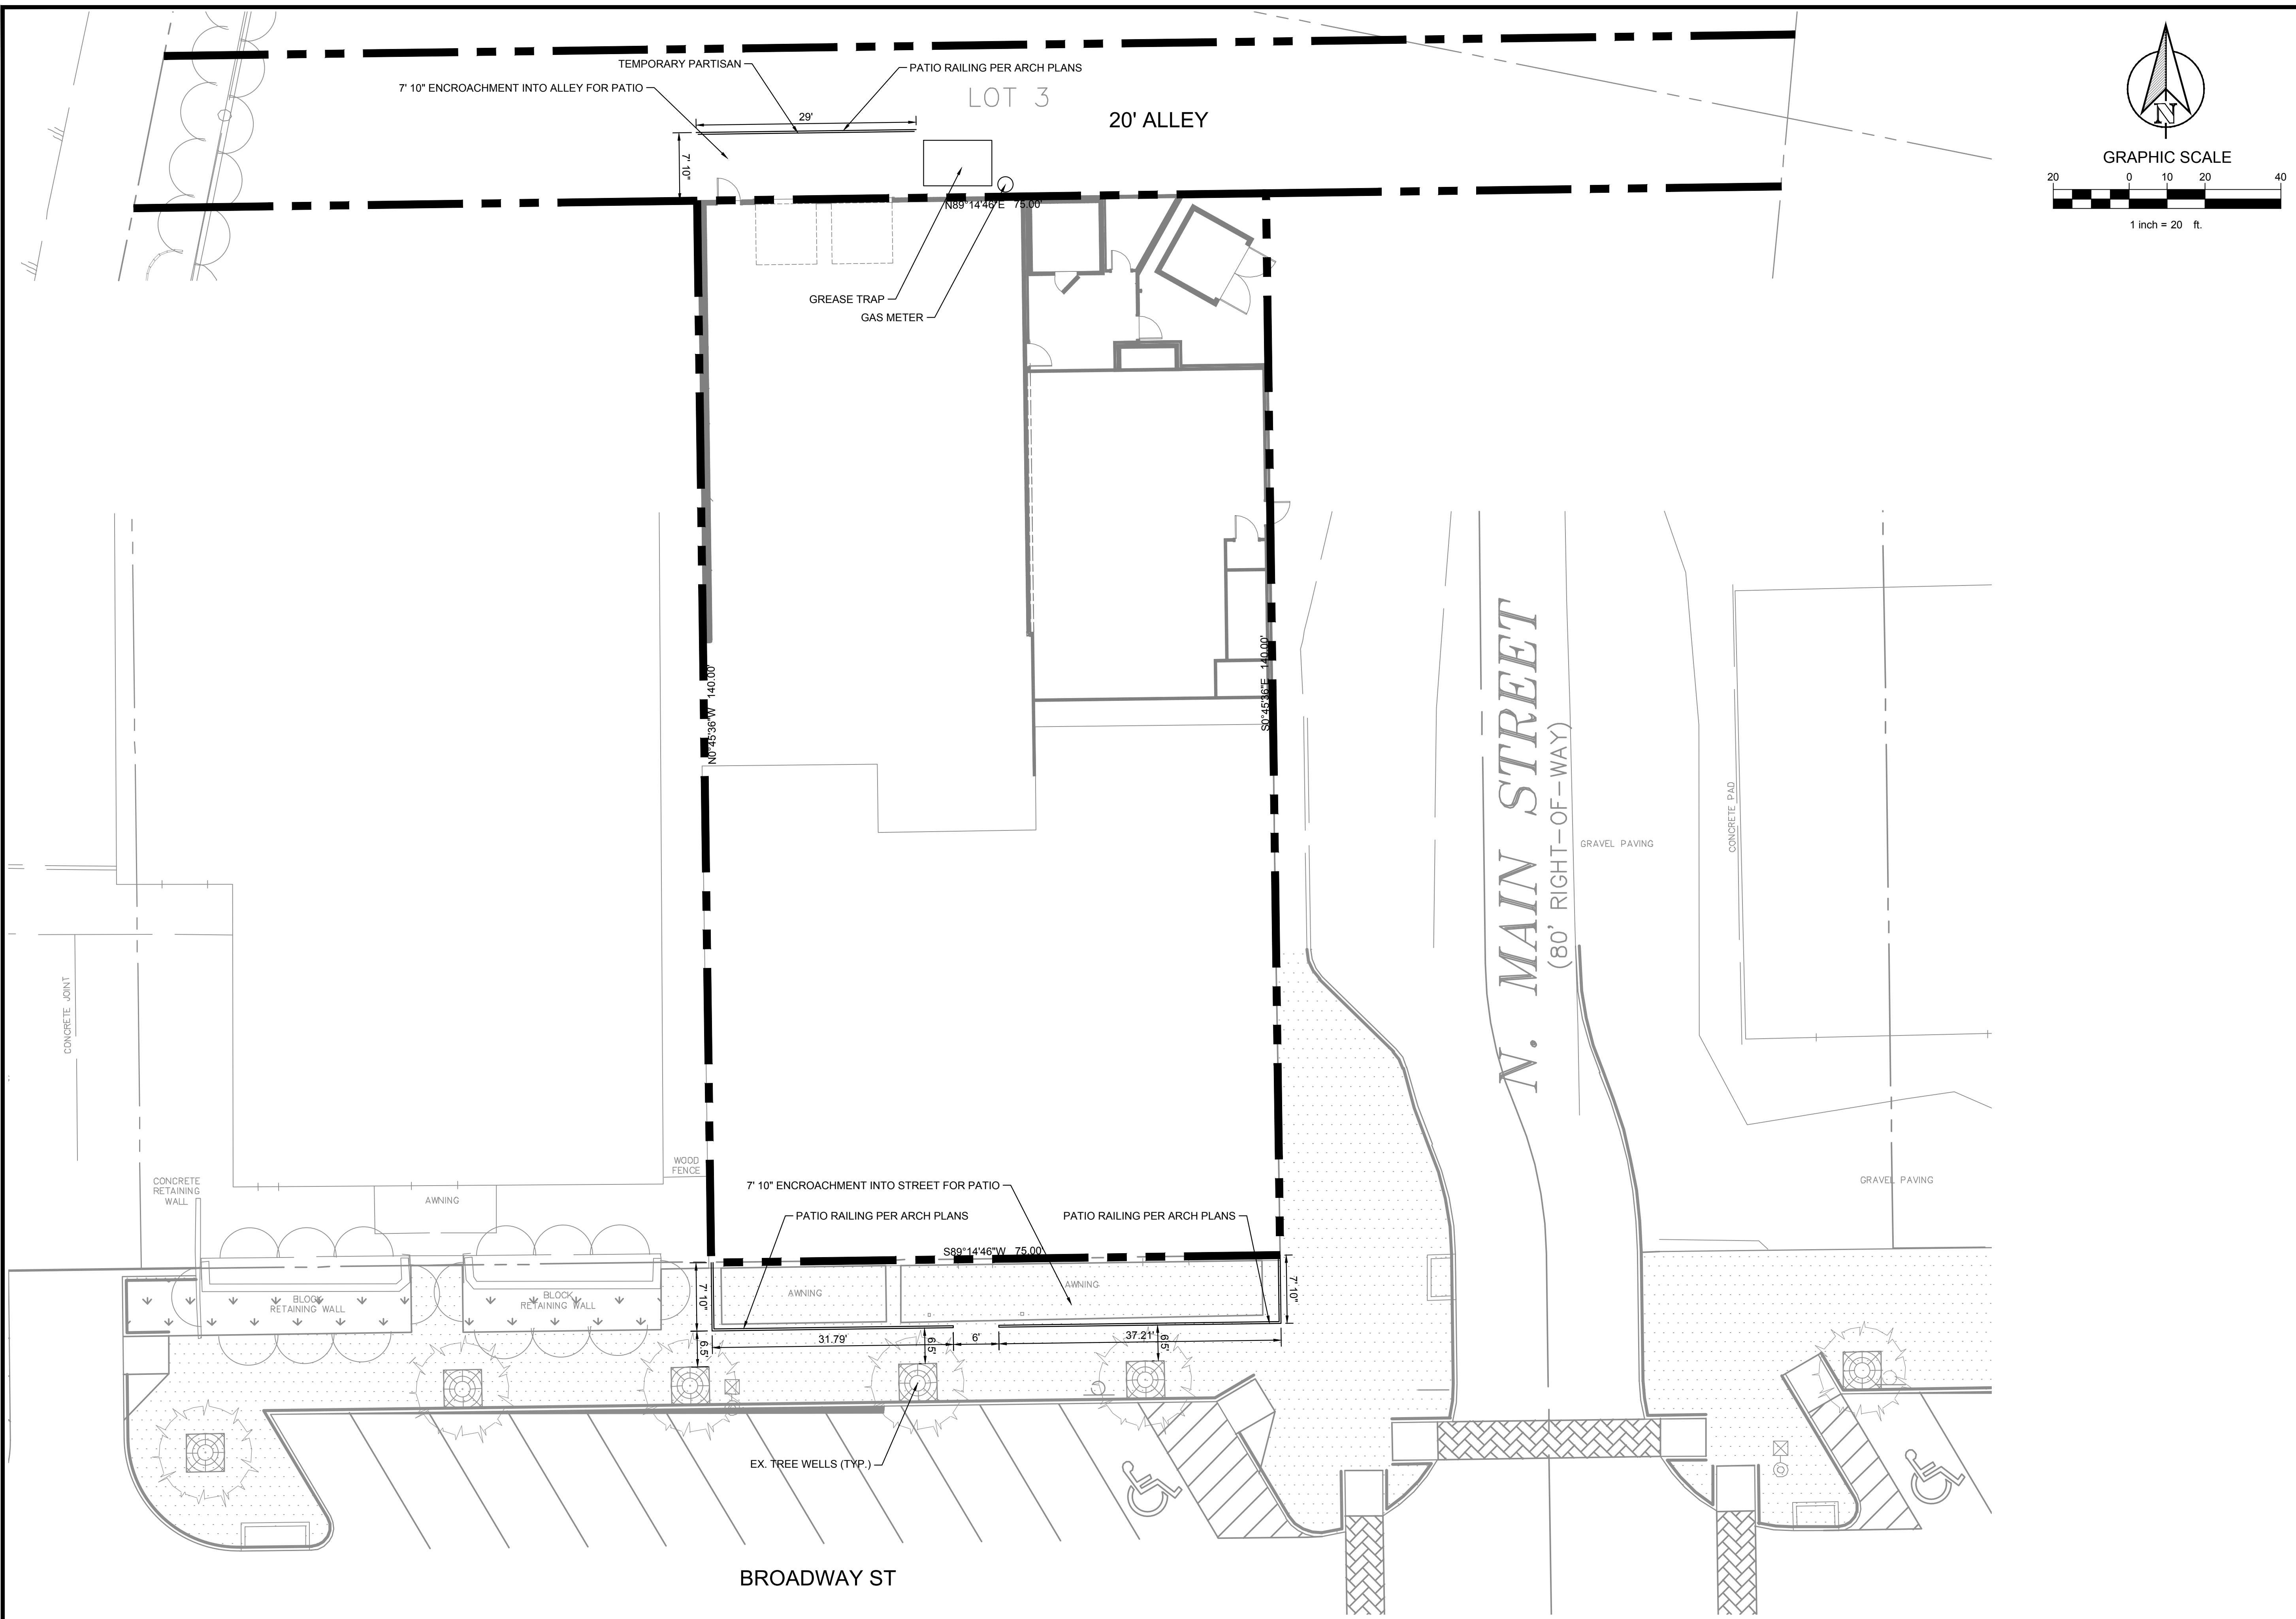 TEMPORARY PARTISAN
PATIO RAILING PER ARCH PLANS
7' 10" ENCROACHMENT INTO ALLEY FOR PATIO
LOT 3
20' ALLEY
29'
7' 10"
N
GRAPHIC SCALE
20 0 10 20 40
1 inch = 20 ft.
N89°14'46"E 75.00'
GREASE TRAP
GAS METER
N0°45'36"W 140.00'
S0°45'36"E 140.00'
N. MAIN STREET
(80' RIGHT-OF-WAY)
GRAVEL PAVING
CONCRETE PAD
CONCRETE JOINT
WOOD
FENCE
CONCRETE
RETAINING
WALL
AWNING
7' 10" ENCROACHMENT INTO STREET FOR PATIO
GRAVEL PAVING
PATIO RAILING PER ARCH PLANS
PATIO RAILING PER ARCH PLANS
S89°14'46"W 75.00'
BLOCK
RETAINING WALL
BLOCK
RETAINING WALL
7' 10"
AWNING
AWNING
7' 10"
6.5'
31.79'
6.5'
6'
37.21'
6.5'
EX. TREE WELLS (TYP.)
BROADWAY ST